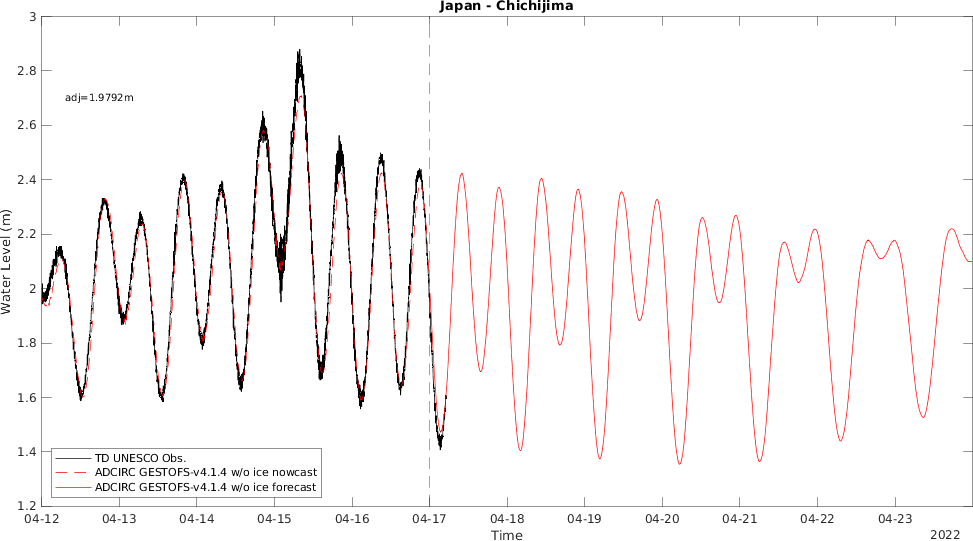 Japan - Chichijima
3
2.8
2.6
2.4
2.2
2
1.8
1.6
1.4
1.2
Water Level (m)
adj=1.9792m
TD UNESCO Obs.
ADCIRC GESTOFS-v4.1.4 w/o ice nowcast
ADCIRC GESTOFS-v4.1.4 w/o ice forecast
04-12 04-13 04-14 04-15 04-16 04-17 04-18 04-19 04-20 04-21 04-22 04-23
Time
2022